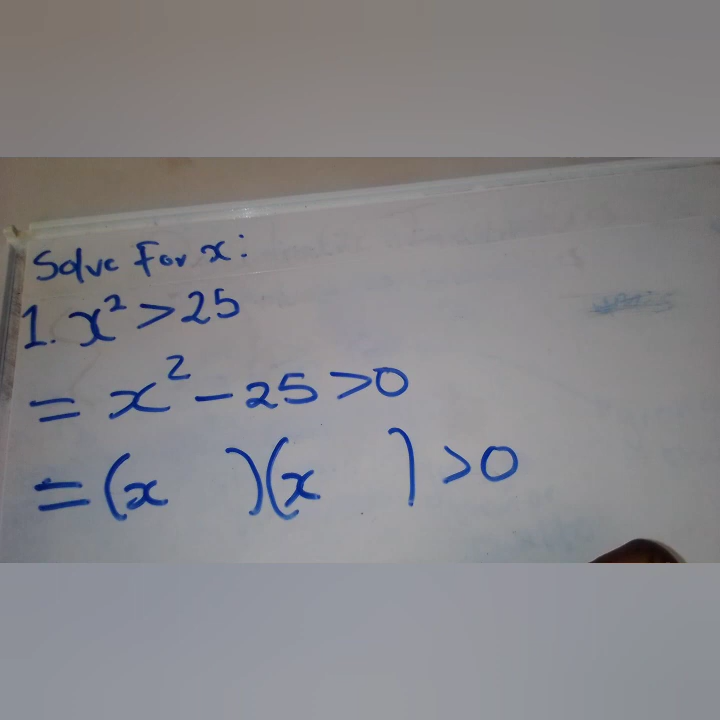 Solve For x:
1. x² > 25
= x² - 25 > 0
= (x  )(x  ) > 0